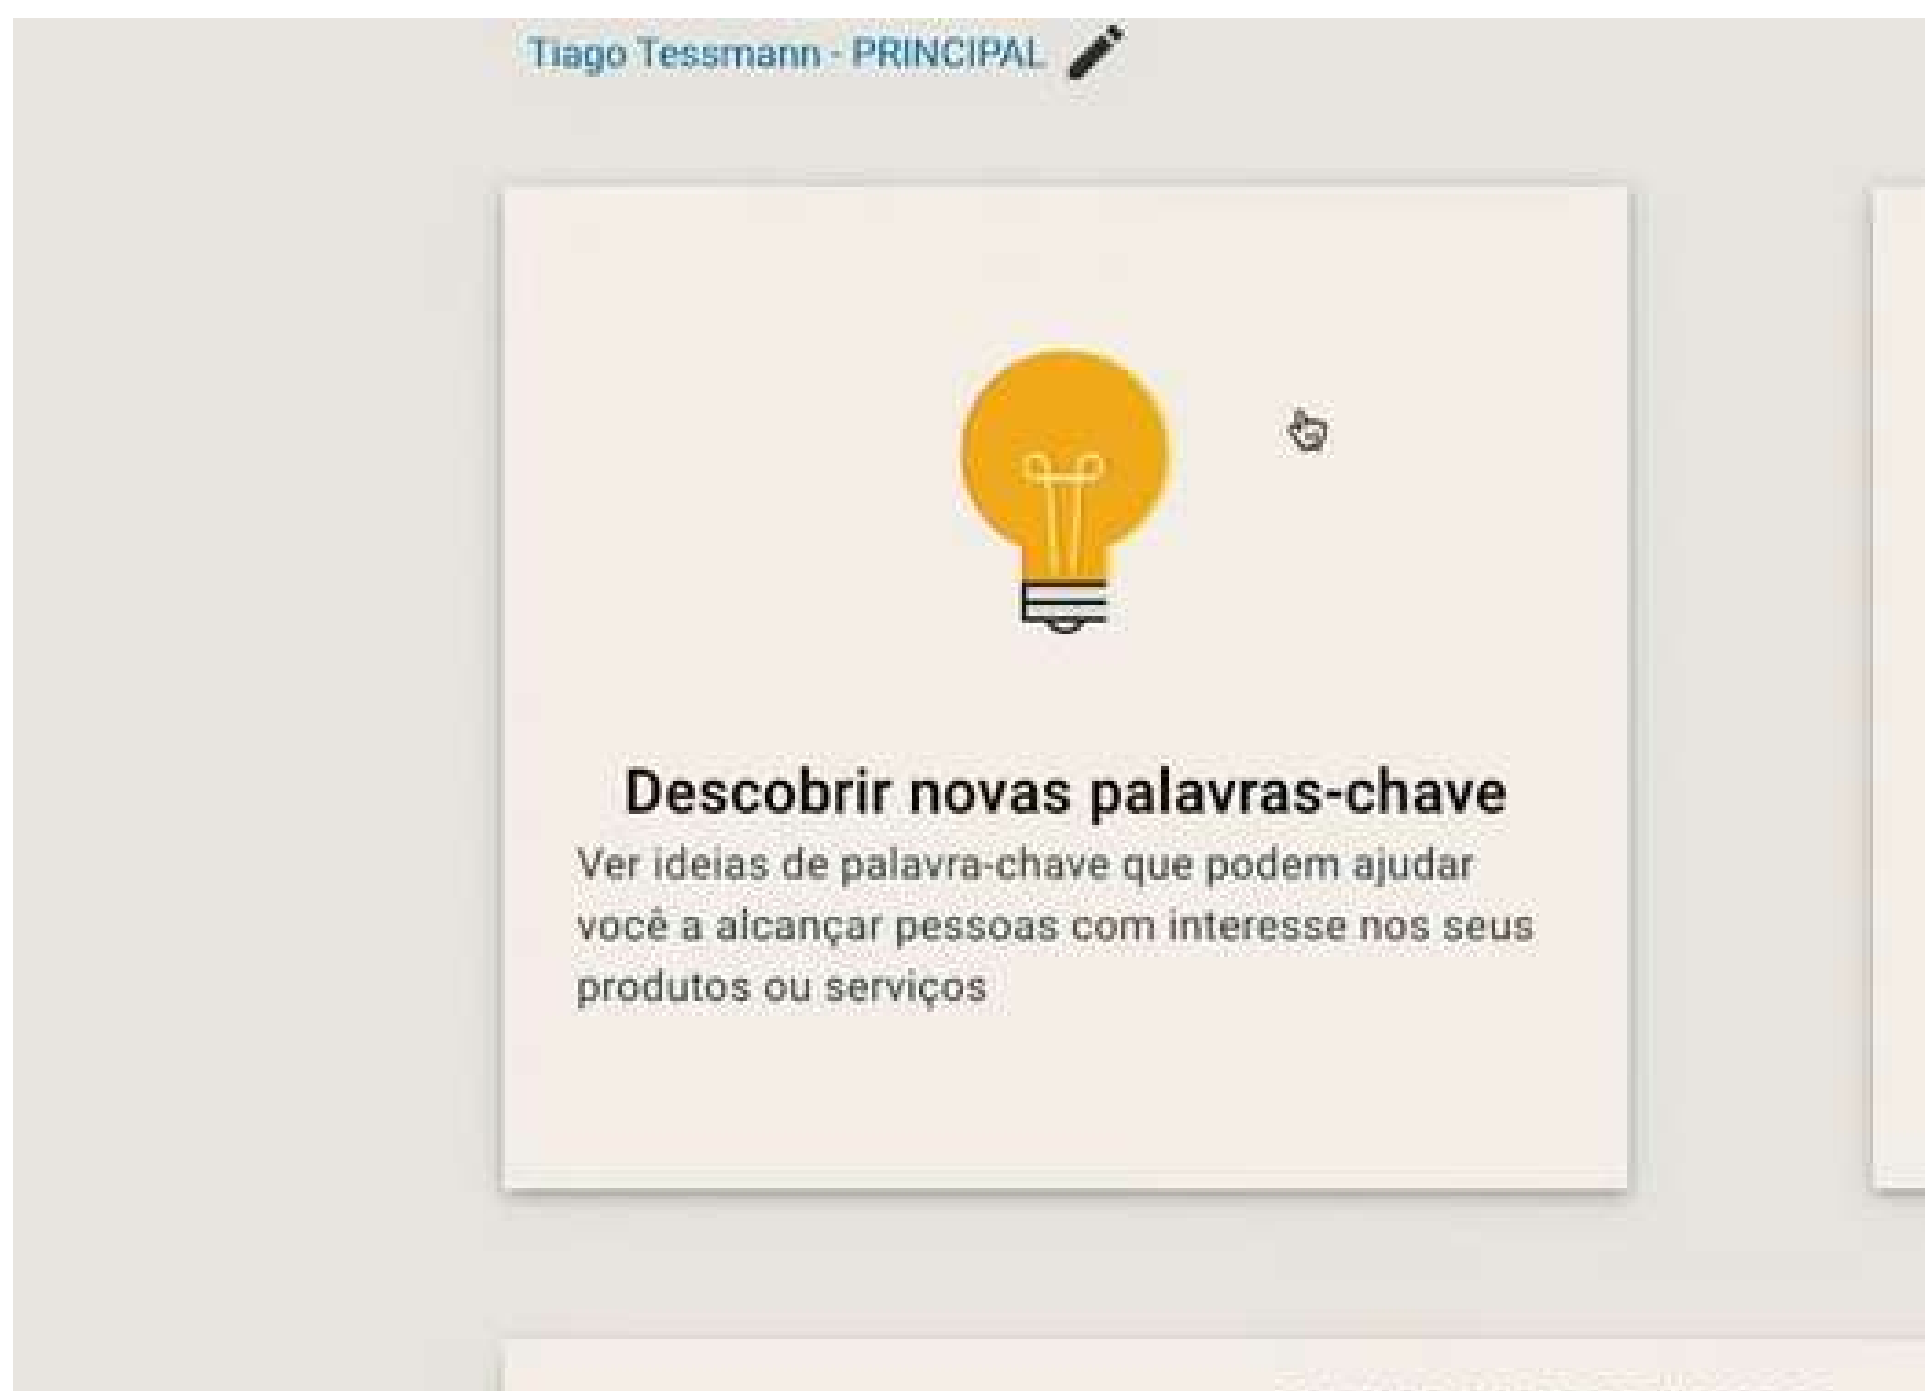 Tiago Tessmann - PRINCIPAL
Descobrir novas palavras-chave
Ver ideias de palavra-chave que podem ajudar
você a alcançar pessoas com interesse nos seus
produtos ou serviços